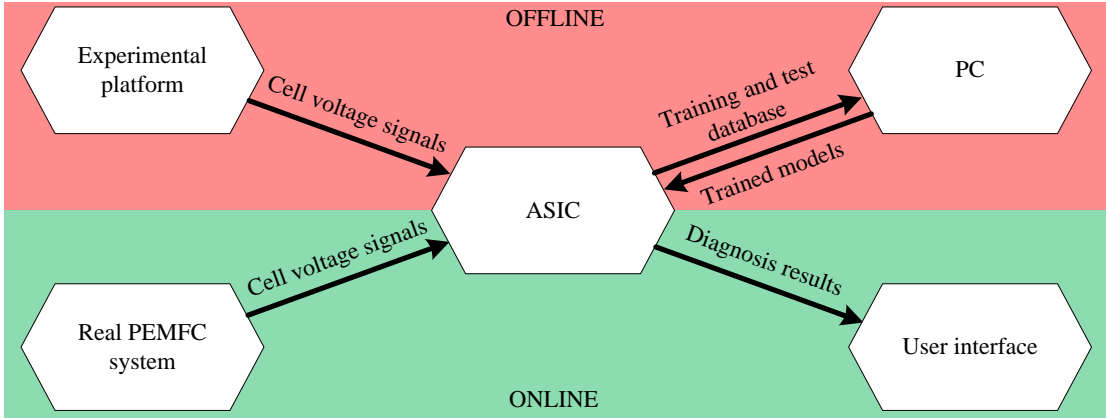 OFFLINE
Experimental
platform
PC
Cell voltage signals
Training and test
database
Trained models
ASIC
Cell voltage signals
Diagnosis results
Real PEMFC
system
User interface
ONLINE